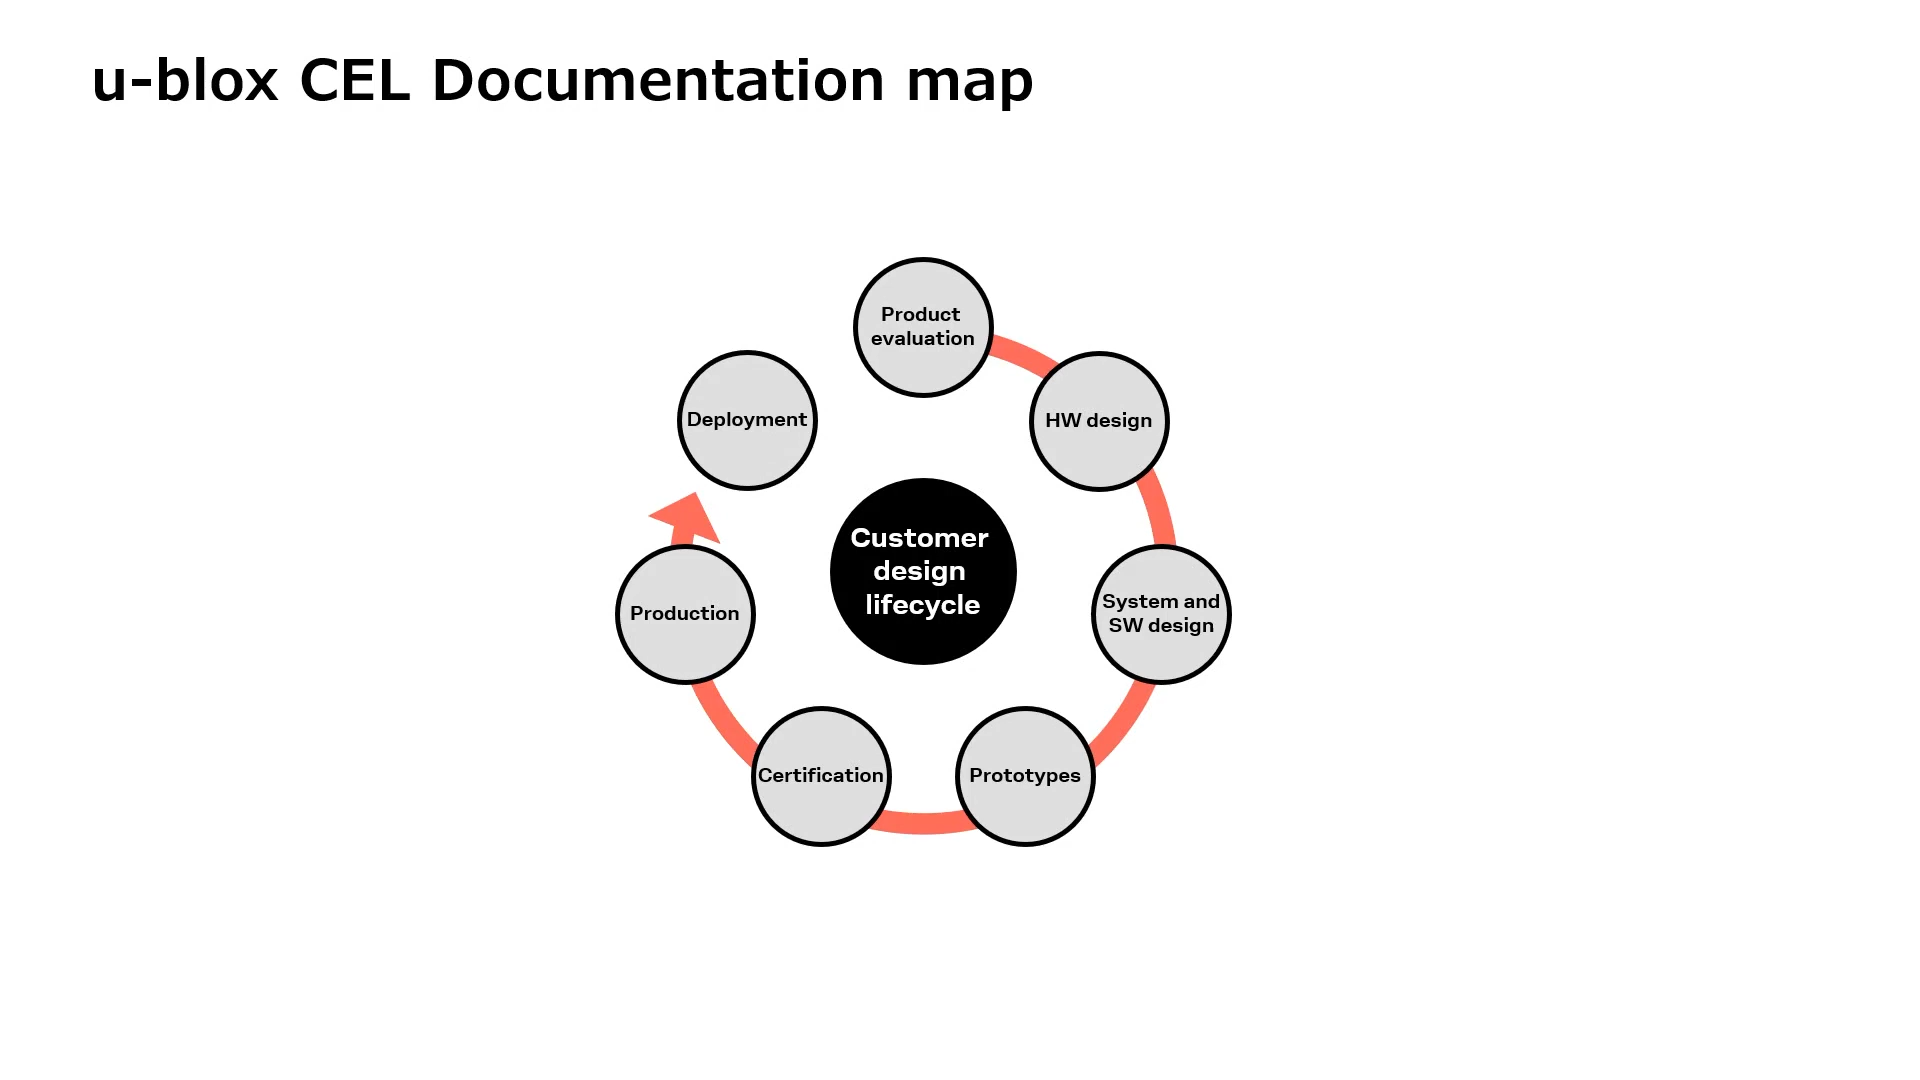 u-blox CEL Documentation map
Product
evaluation
HW design
System and
SW design
Prototypes
Certification
Production
Deployment
Customer
design
lifecycle